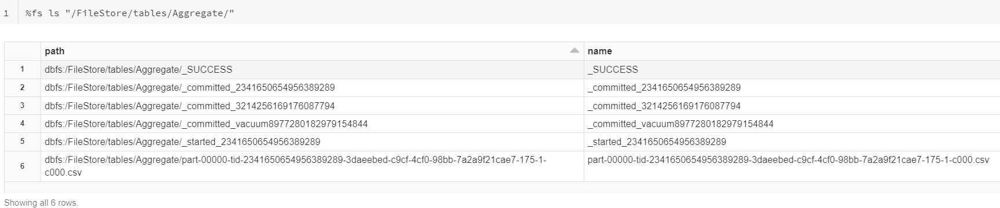 1 %fs ls "/FileStore/tables/Aggregate/"
path name
1 dbfs:/FileStore/tables/Aggregate/_SUCCESS _SUCCESS
2 dbfs:/FileStore/tables/Aggregate/_committed_2341650654956389289 _committed_2341650654956389289
3 dbfs:/FileStore/tables/Aggregate/_committed_3214256169176087794 _committed_3214256169176087794
4 dbfs:/FileStore/tables/Aggregate/_committed_vacuum8977280182979154844 _committed_vacuum8977280182979154844
5 dbfs:/FileStore/tables/Aggregate/_started_2341650654956389289 _started_2341650654956389289
6 dbfs:/FileStore/tables/Aggregate/part-00000-tid-2341650654956389289-3daeebed-c9cf-4cf0-98bb-7a2a9f21cae7-175-1- part-00000-tid-2341650654956389289-3daeebed-c9cf-4cf0-98bb-7a2a9f21cae7-175-1-c000.csv
c000.csv
Showing all 6 rows.